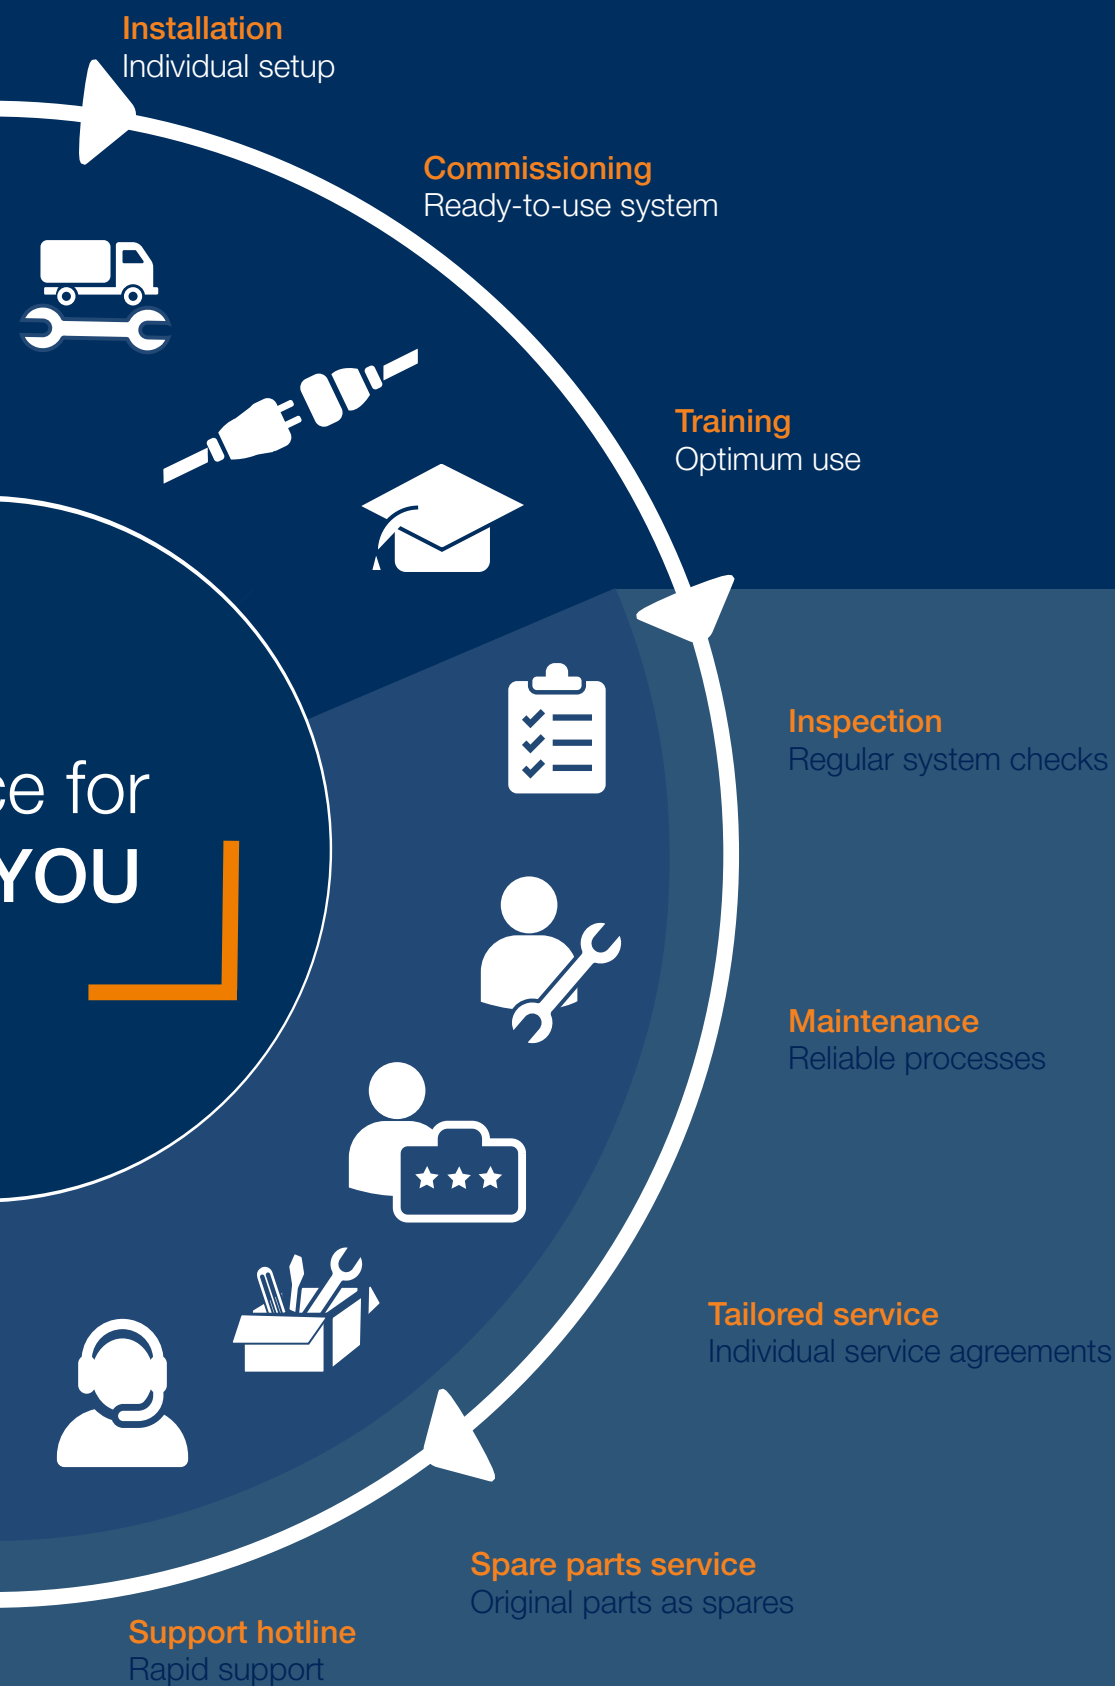 Installation
Individual setup
Commissioning
Ready-to-use system
Training
Optimum use
Inspection
Regular system checks
ce for
YOU
Maintenance
Reliable processes
Tailored service
Individual service agreements
Spare parts service
Original parts as spares
Support hotline
Rapid support